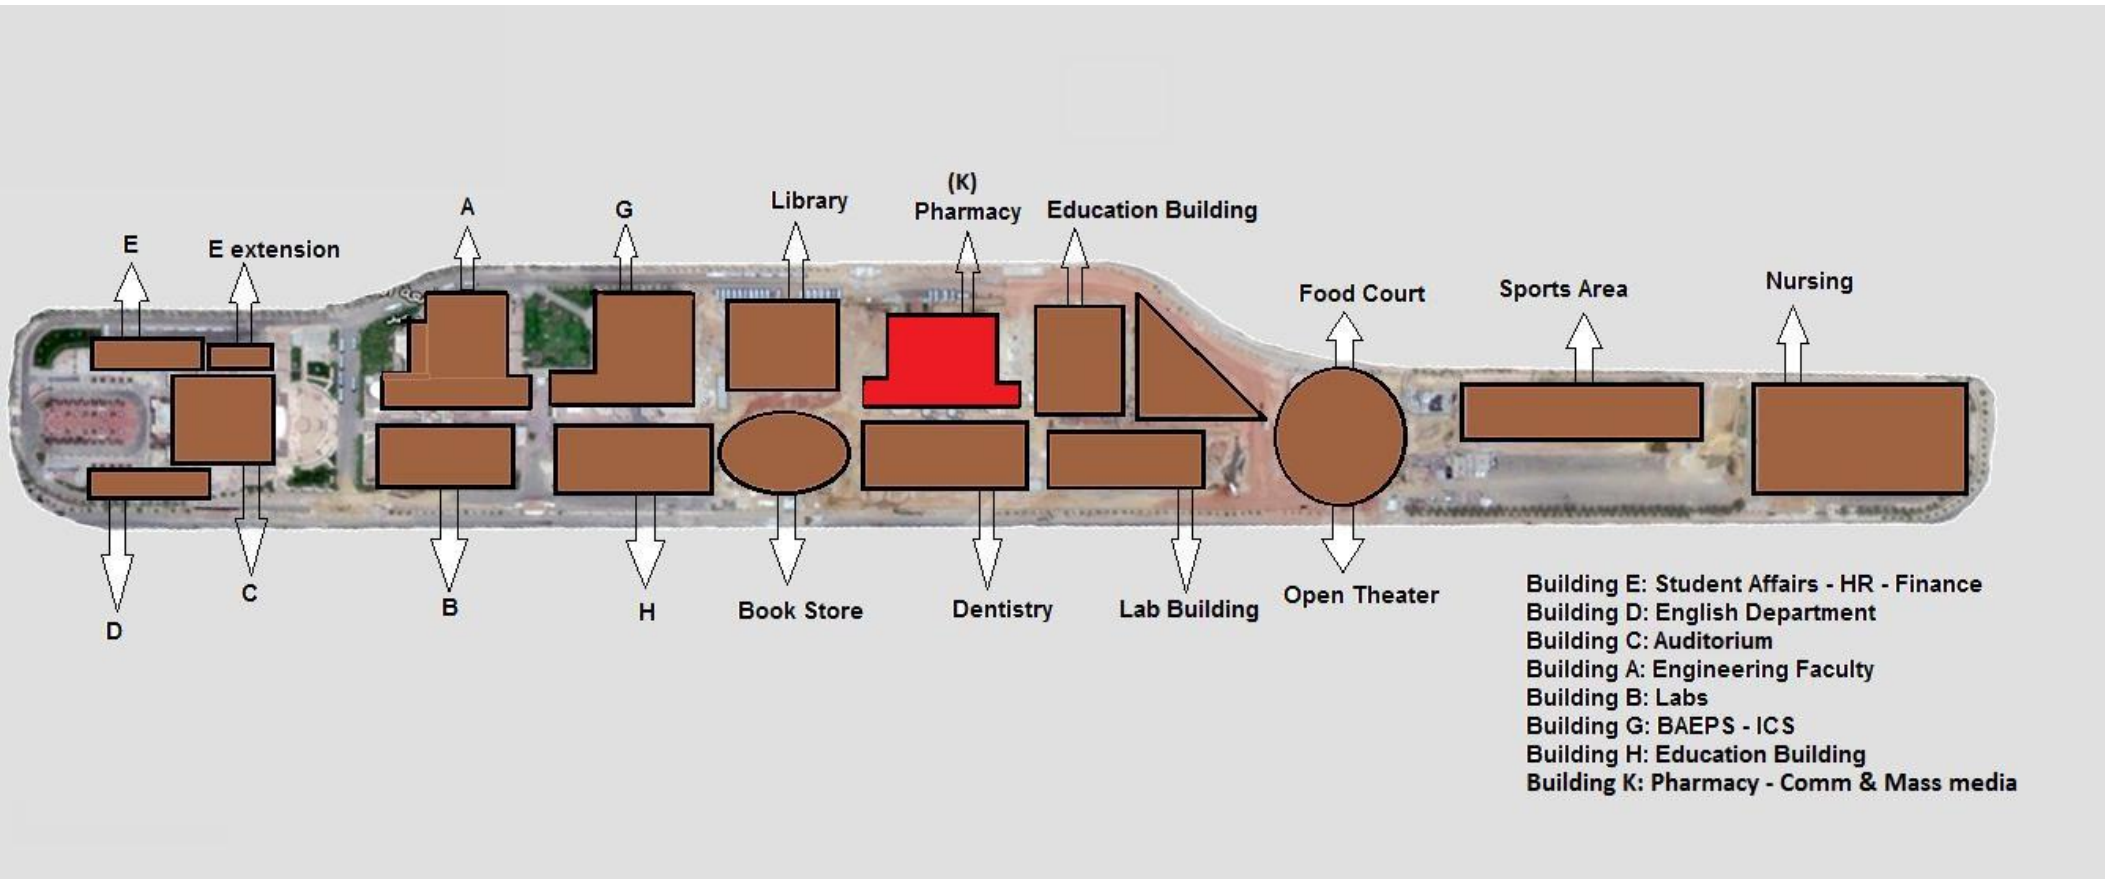 (K)
Pharmacy
Library
A
G
Education Building
E
E extension
Food Court
Sports Area
Nursing
D
C
B
H
Book Store
Dentistry
Lab Building
Open Theater
Building E: Student Affairs - HR - Finance
Building D: English Department
Building C: Auditorium
Building A: Engineering Faculty
Building B: Labs
Building G: BAEPS - ICS
Building H: Education Building
Building K: Pharmacy - Comm & Mass media